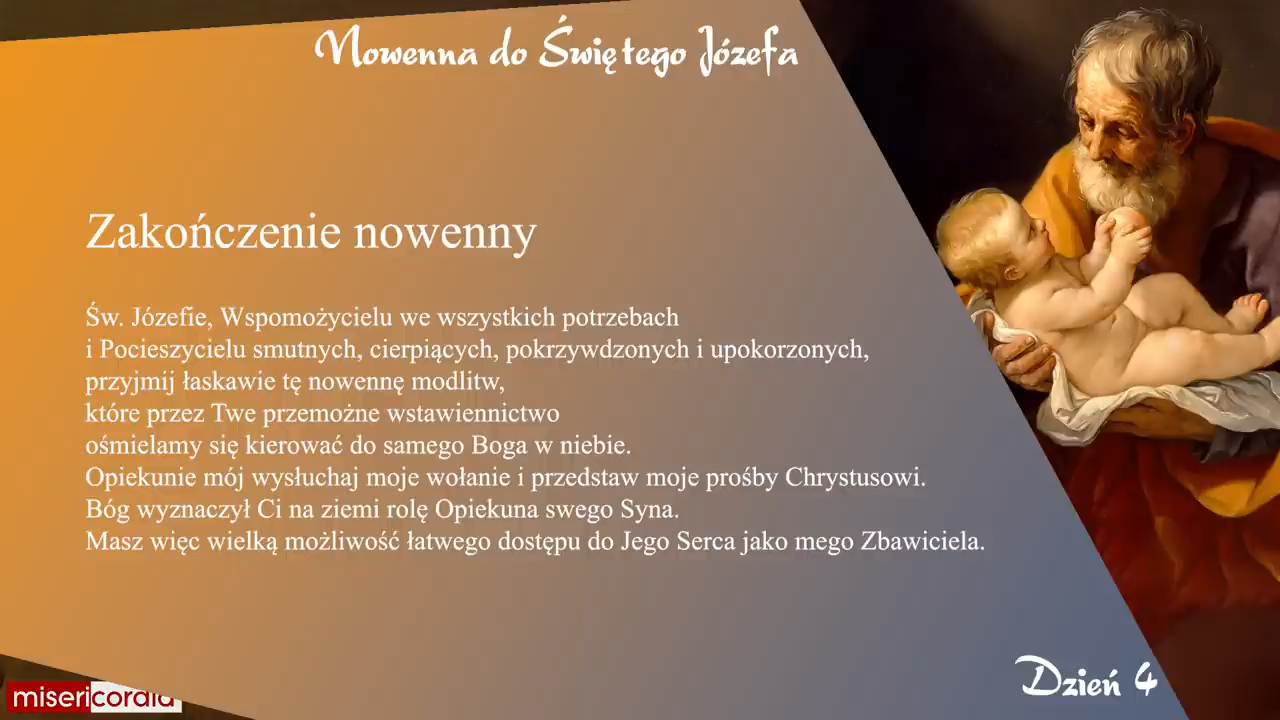 Nowenna do Świętego Józefa
Zakończenie nowenny
Św. Józefie, Wspomożycielu we wszystkich potrzebach
i Pocieszycielu smutnych, cierpiących, pokrzywdzonych i upokorzonych,
przyjmij łaskawie tę nowennę modlitw,
które przez Twe przemożne wstawiennictwo
ośmielamy się kierować do samego Boga w niebie.
Opiekunie mój wysłuchaj moje wołanie i przedstaw moje prośby Chrystusowi.
Bóg wyznaczył Ci na ziemi rolę Opiekuna swego Syna.
Masz więc wielką możliwość łatwego dostępu do Jego Serca jako mego Zbawiciela.
Dzień 4
misericordia